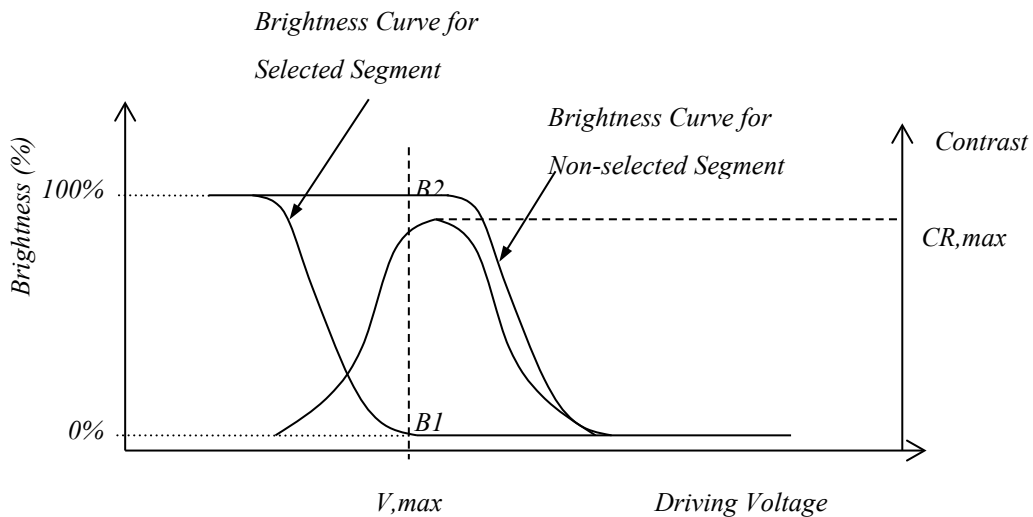 Brightness Curve for
Selected Segment
Brightness Curve for
Non-selected Segment
Contrast
Brightness (%)
100%
B2
CR,max
0%
B1
V,max
Driving Voltage